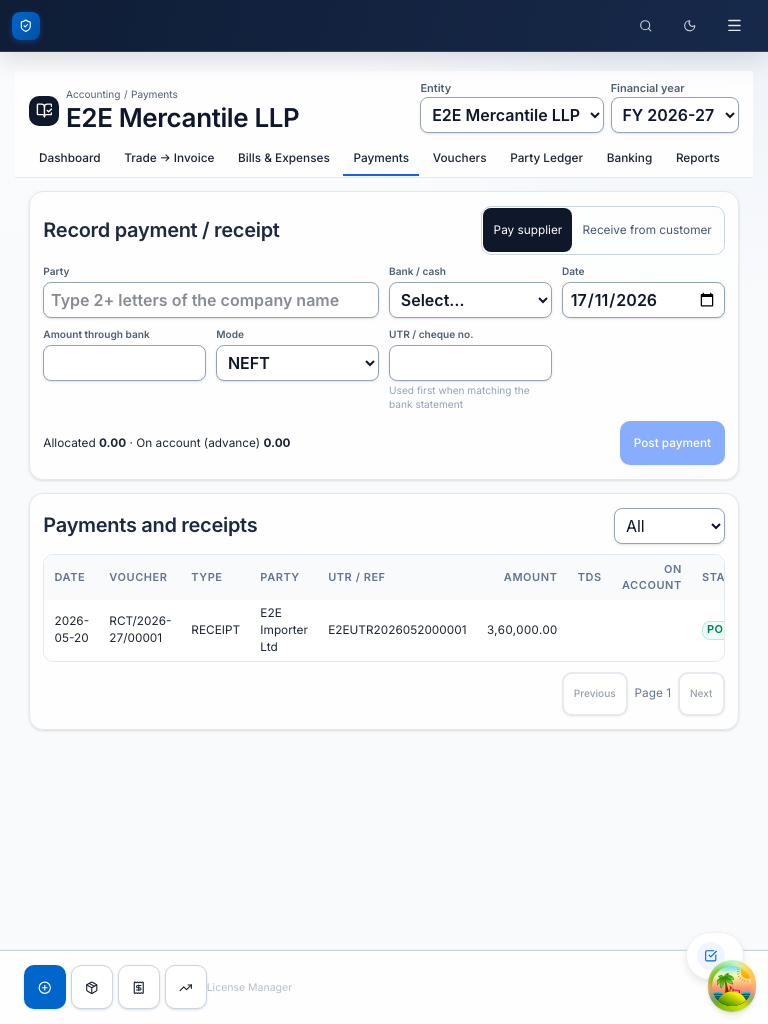 Accounting / Payments
E2E Mercantile LLP
Entity
Financial year
E2E Mercantile LLP
FY 2026-27
Dashboard Trade → Invoice Bills & Expenses Payments Vouchers Party Ledger Banking Reports
Record payment / receipt
Pay supplier Receive from customer
Party
Bank / cash
Date
Type 2+ letters of the company name
Select...
17/11/2026
Amount through bank
Mode
UTR / cheque no.
NEFT
Used first when matching the
bank statement
Allocated 0.00 · On account (advance) 0.00
Post payment
Payments and receipts
All
DATE VOUCHER TYPE PARTY UTR / REF AMOUNT TDS ON
ACCOUNT STA
2026-
05-20
RCT/2026-
27/00001
RECEIPT
E2E
Importer
Ltd
E2EUTR2026052000001
3,60,000.00
PO
Previous Page 1 Next
License Manager